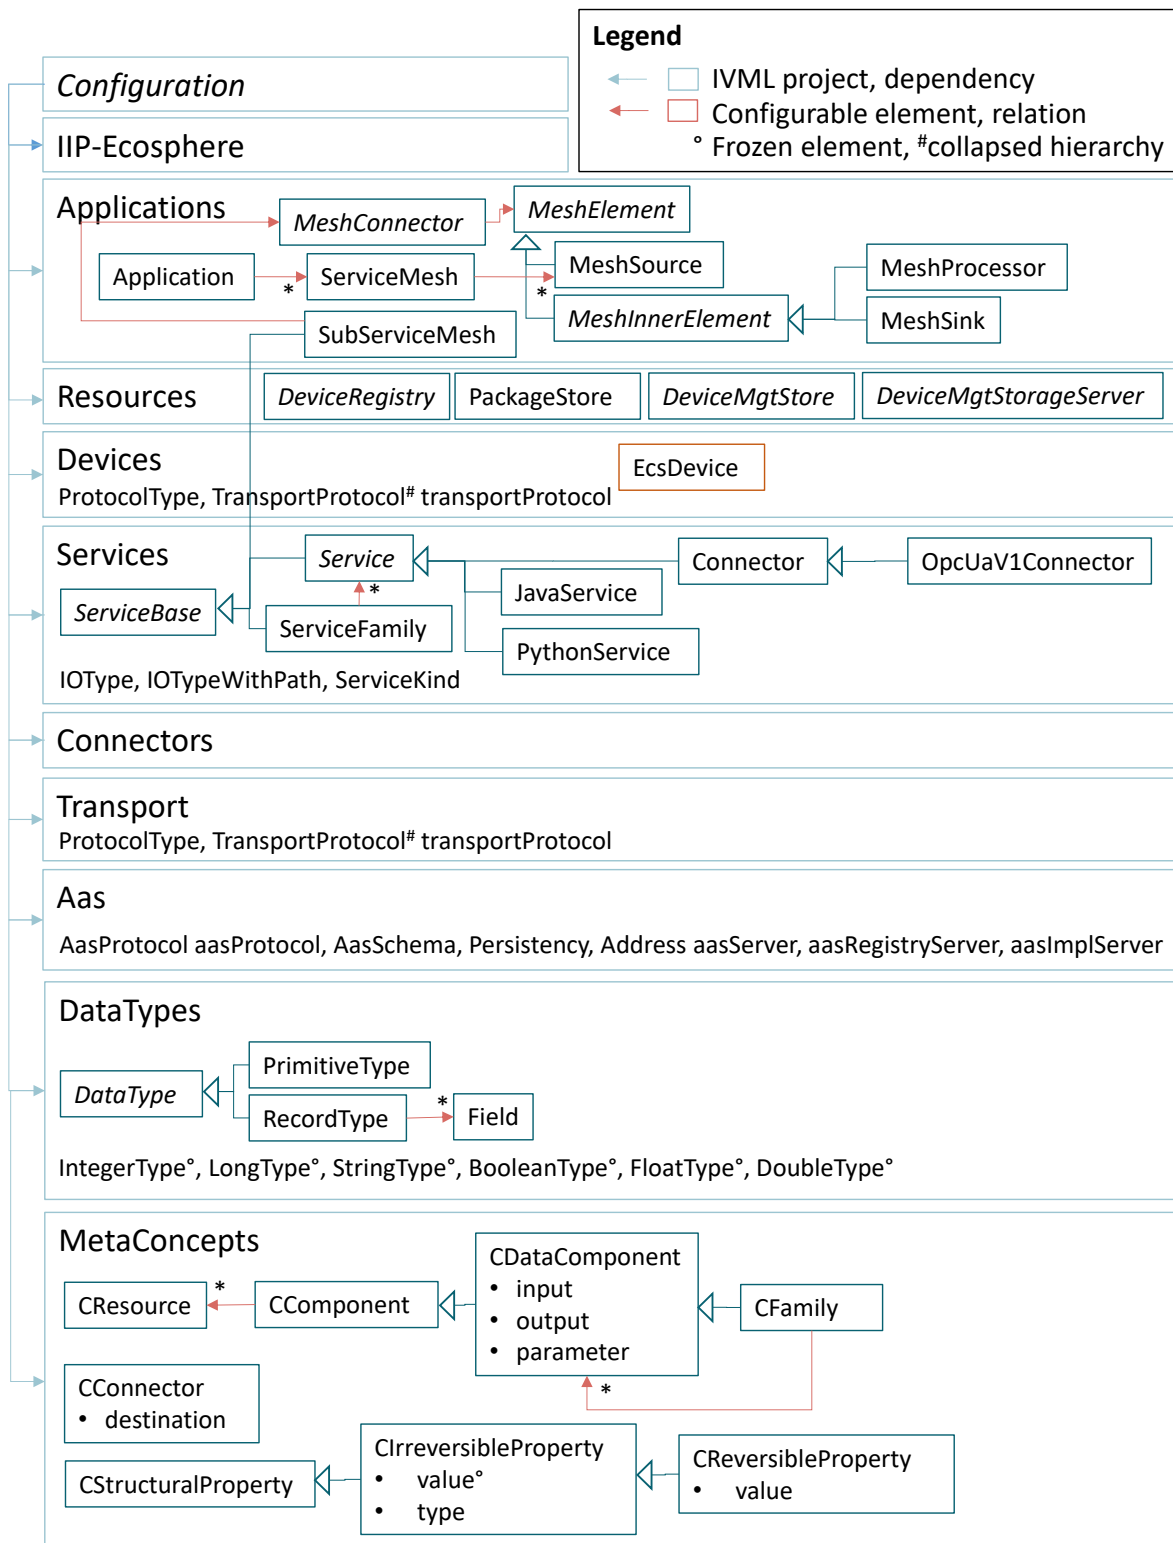 Legend
IVML project, dependency
Configurable element, relation
° Frozen element, #collapsed hierarchy
Configuration
IIP-Ecosphere
Applications
MeshConnector
MeshElement
Application
*
ServiceMesh
*
MeshSource
MeshInnerElement
MeshProcessor
MeshSink
SubServiceMesh
Resources
DeviceRegistry
PackageStore
DeviceMgtStore
DeviceMgtStorageServer
Devices
EcsDevice
ProtocolType, TransportProtocol# transportProtocol
Services
Service
Connector
OpcUaV1Connector
*
JavaService
ServiceBase
ServiceFamily
PythonService
IOType, IOTypeWithPath, ServiceKind
Connectors
Transport
ProtocolType, TransportProtocol# transportProtocol
Aas
AasProtocol aasProtocol, AasSchema, Persistency, Address aasServer, aasRegistryServer, aasImplServer
DataTypes
PrimitiveType
DataType
RecordType
*
Field
IntegerType°, LongType°, StringType°, BooleanType°, FloatType°, DoubleType°
MetaConcepts
CResource
*
CComponent
CDataComponent
• input
• output
• parameter
CFamily
*
CConnector
• destination
CStructuralProperty
CIrreversibleProperty
• value°
• type
CReversibleProperty
• value